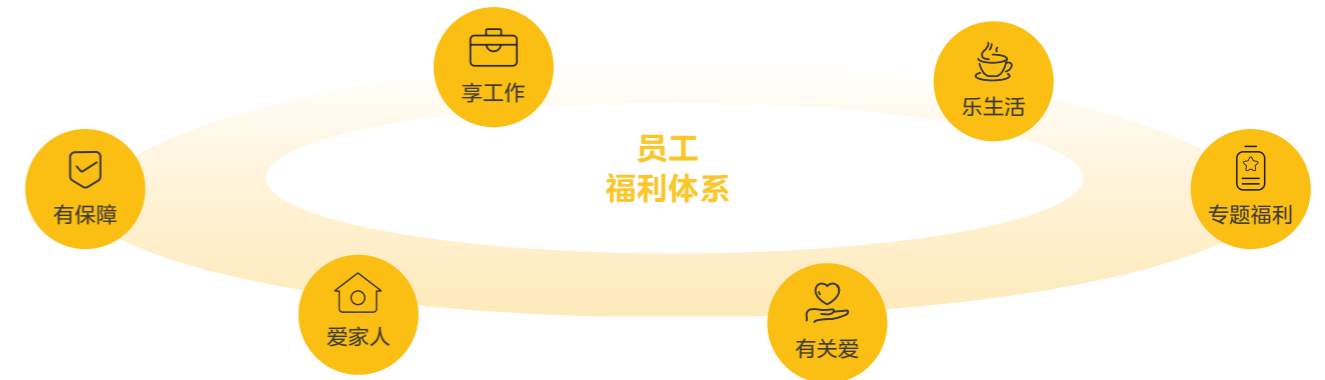 享工作
乐生活
员工
福利体系
有保障
专题福利
爱家人
有关爱